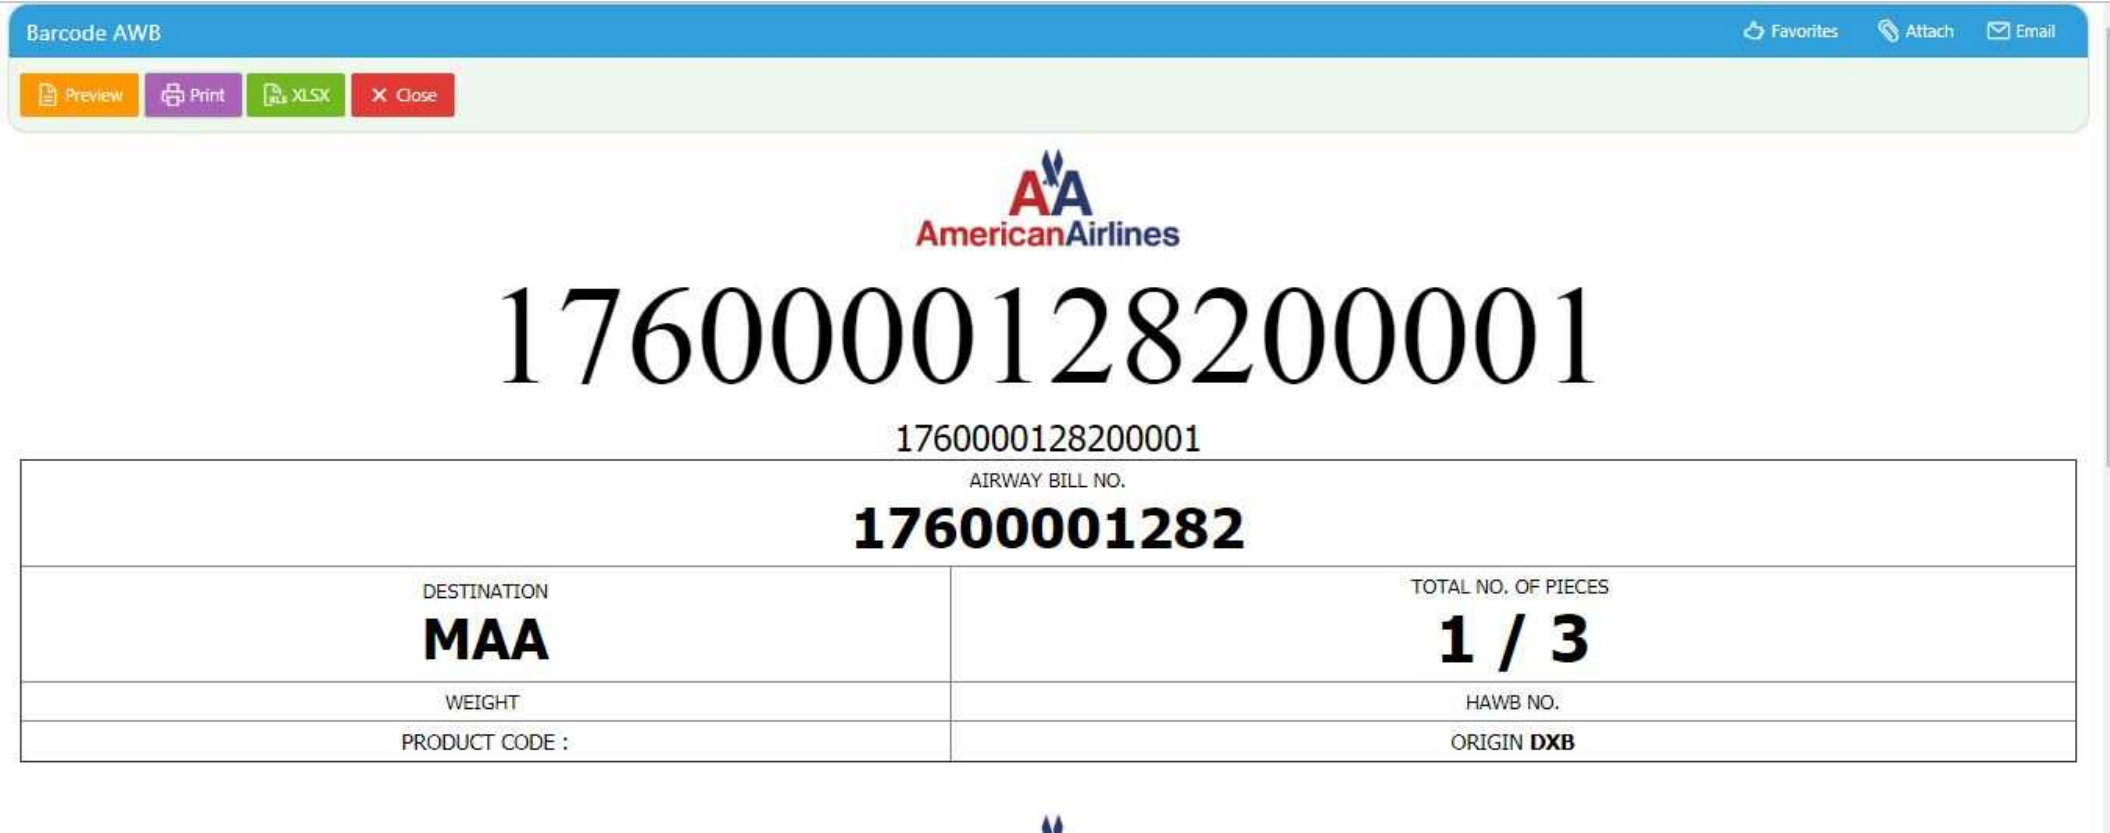 Barcode AWB
Favorites Attach Email
Preview Print XLSX Close
AA
AmericanAirlines
1760000128200001
1760000128200001
AIRWAY BILL NO.
17600001282
DESTINATION
MAA
TOTAL NO. OF PIECES
1 / 3
WEIGHT
HAWB NO.
PRODUCT CODE :
ORIGIN DXB